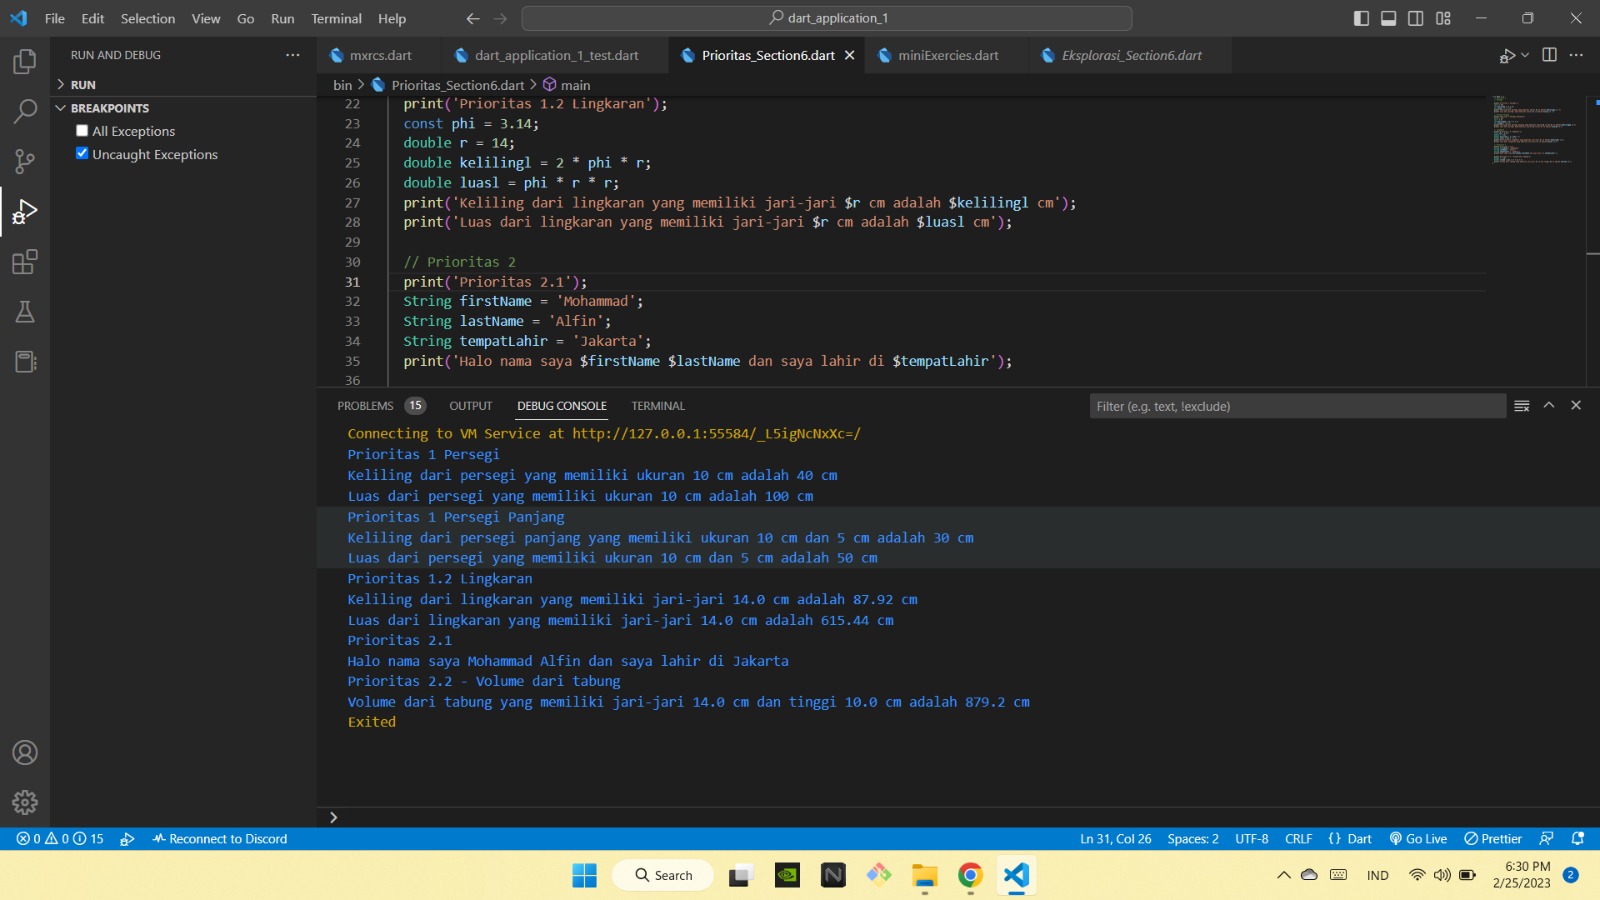 File Edit Selection View Go Run Terminal Help
dart_application_1
RUN AND DEBUG
mxrcs.dart
dart_application_1_test.dart
Prioritas_Section6.dart
miniExercies.dart
Eksplorasi_Section6.dart
RUN
BREAKPOINTS
All Exceptions
Uncaught Exceptions
bin > Prioritas_Section6.dart > main
22 print('Prioritas 1.2 Lingkaran');
23 const phi = 3.14;
24 double r = 14;
25 double kelilingl = 2 * phi * r;
26 double luasl = phi * r * r;
27 print('Keliling dari lingkaran yang memiliki jari-jari $r cm adalah $kelilingl cm');
28 print('Luas dari lingkaran yang memiliki jari-jari $r cm adalah $luasl cm');
29
30 // Prioritas 2
31 print('Prioritas 2.1');
32 String firstName = 'Mohammad';
33 String lastName = 'Alfin';
34 String tempatLahir = 'Jakarta';
35 print('Halo nama saya $firstName $lastName dan saya lahir di $tempatLahir');
36
PROBLEMS 15 OUTPUT DEBUG CONSOLE TERMINAL
Filter (e.g. text, !exclude)
Connecting to VM Service at http://127.0.0.1:55584/_L5igNcNxXc=/
Prioritas 1 Persegi
Keliling dari persegi yang memiliki ukuran 10 cm adalah 40 cm
Luas dari persegi yang memiliki ukuran 10 cm adalah 100 cm
Prioritas 1 Persegi Panjang
Keliling dari persegi panjang yang memiliki ukuran 10 cm dan 5 cm adalah 30 cm
Luas dari persegi yang memiliki ukuran 10 cm dan 5 cm adalah 50 cm
Prioritas 1.2 Lingkaran
Keliling dari lingkaran yang memiliki jari-jari 14.0 cm adalah 87.92 cm
Luas dari lingkaran yang memiliki jari-jari 14.0 cm adalah 615.44 cm
Prioritas 2.1
Halo nama saya Mohammad Alfin dan saya lahir di Jakarta
Prioritas 2.2 - Volume dari tabung
Volume dari tabung yang memiliki jari-jari 14.0 cm dan tinggi 10.0 cm adalah 879.2 cm
Exited
0 0 15 Reconnect to Discord
Ln 31, Col 26 Spaces: 2 UTF-8 CRLF {} Dart Go Live Prettier
Search
IND
6:30 PM
2/25/2023
2